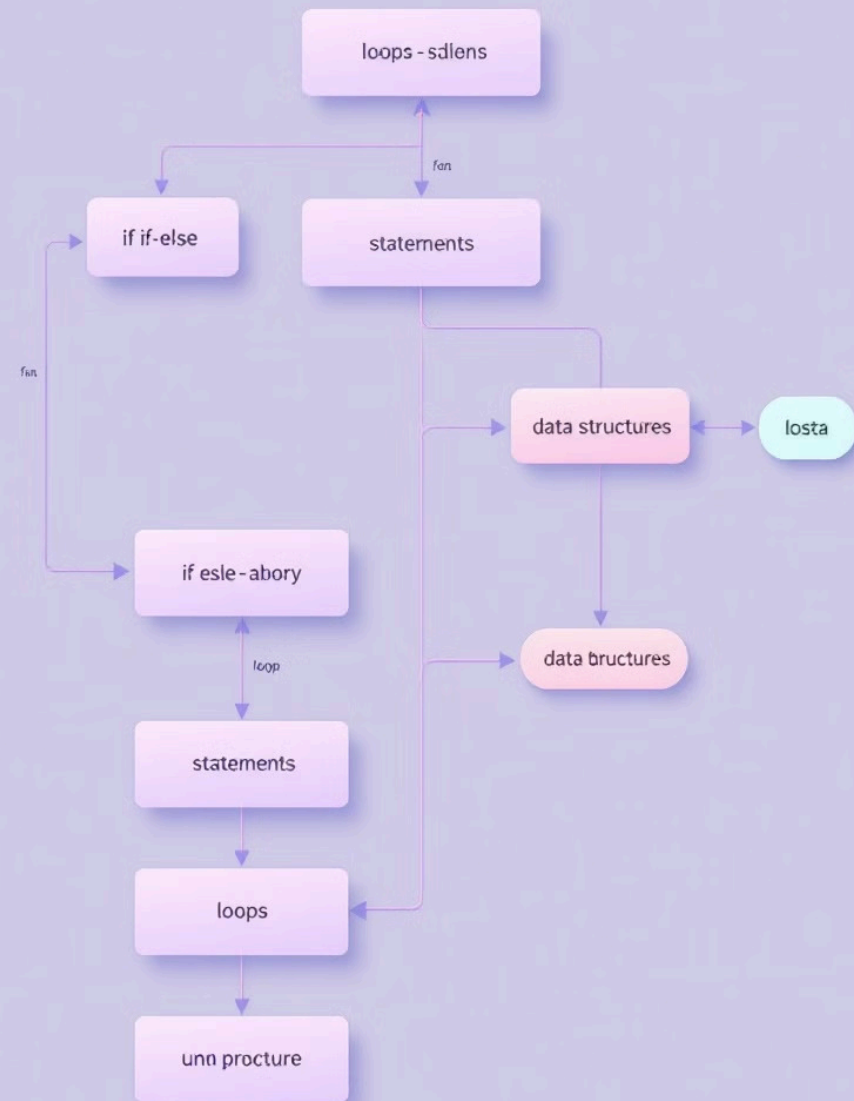 loops - sdlens
fan
if if-else
statements
fan
data structures
losta
if esle-abory
loop
data bructures
statements
loops
unn procture